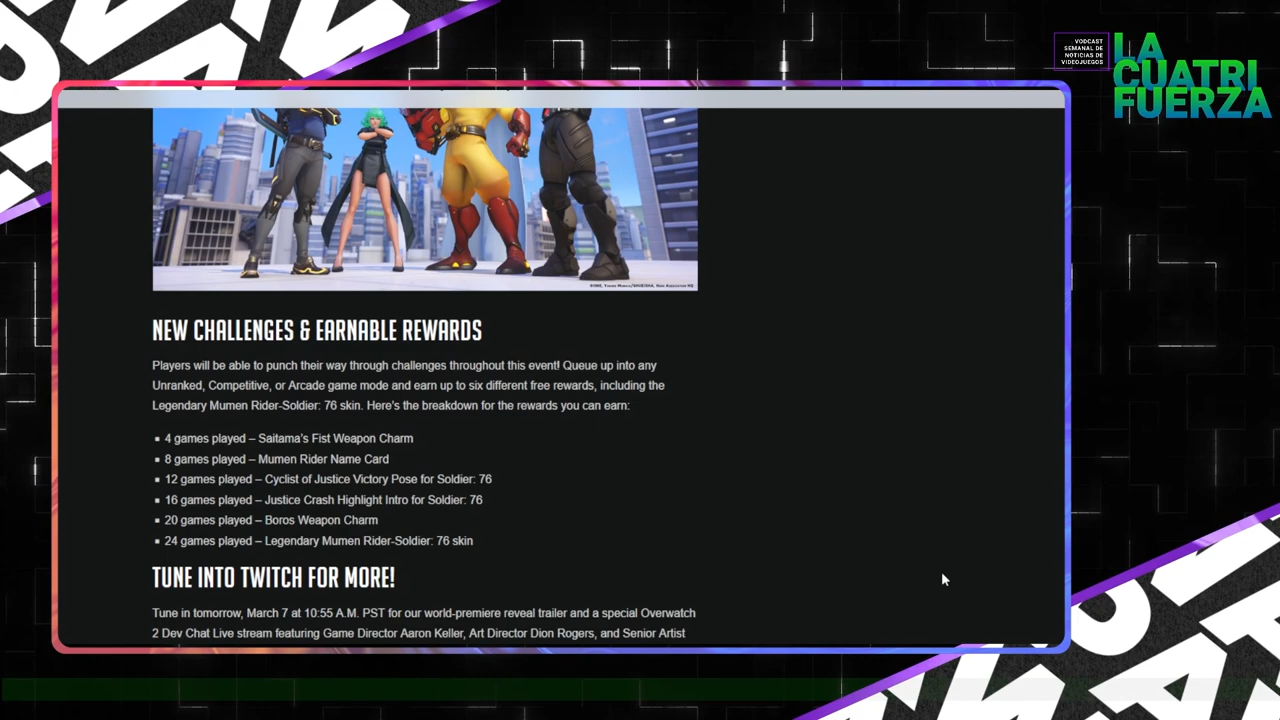 VODCAST
SEMANAL DE
NOTICIAS DE
VIDEOJUEGOS
LA
CUATRI
FUERZA
NEW CHALLENGES & EARNABLE REWARDS
Players will be able to punch their way through challenges throughout this event! Queue up into any
Unranked, Competitive, or Arcade game mode and earn up to six different free rewards, including the
Legendary Mumen Rider-Soldier: 76 skin. Here's the breakdown for the rewards you can earn:
▪ 4 games played – Saitama's Fist Weapon Charm
▪ 8 games played – Mumen Rider Name Card
▪ 12 games played – Cyclist of Justice Victory Pose for Soldier: 76
▪ 16 games played – Justice Crash Highlight Intro for Soldier: 76
▪ 20 games played – Boros Weapon Charm
▪ 24 games played – Legendary Mumen Rider-Soldier: 76 skin
TUNE INTO TWITCH FOR MORE!
Tune in tomorrow, March 7 at 10:55 A.M. PST for our world-premiere reveal trailer and a special Overwatch
2 Dev Chat Live stream featuring Game Director Aaron Keller, Art Director Dion Rogers, and Senior Artist